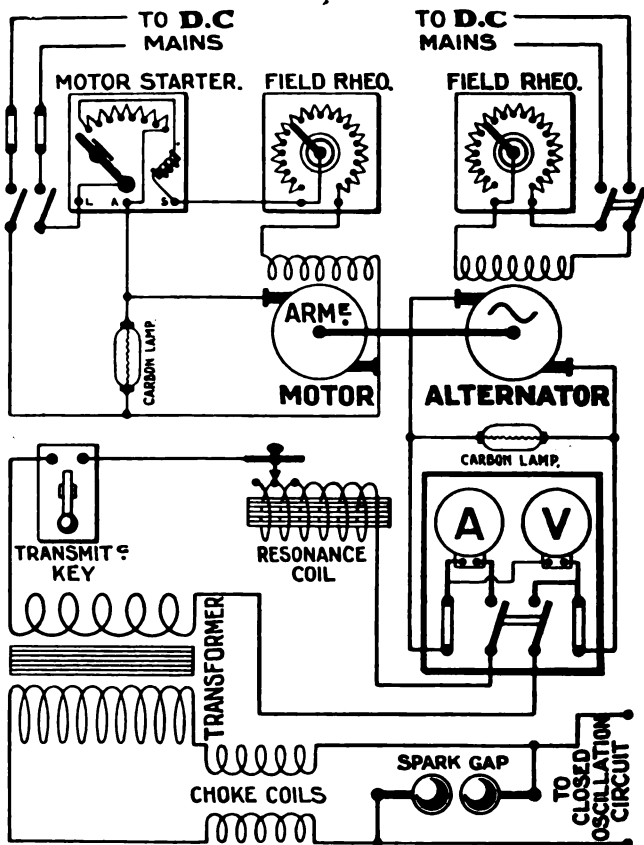 TO D.C
MAINS
TO D.C
MAINS
MOTOR STARTER.
FIELD RHEO.
FIELD RHEO.
L A S
ARMᴱ.
CARBON LAMP.
MOTOR
ALTERNATOR
CARBON LAMP.
A V
TRANSMITᴳ
KEY
RESONANCE
COIL
TRANSFORMER
SPARK GAP
CHOKE COILS
TO
CLOSED
OSCILLATION
CIRCUIT